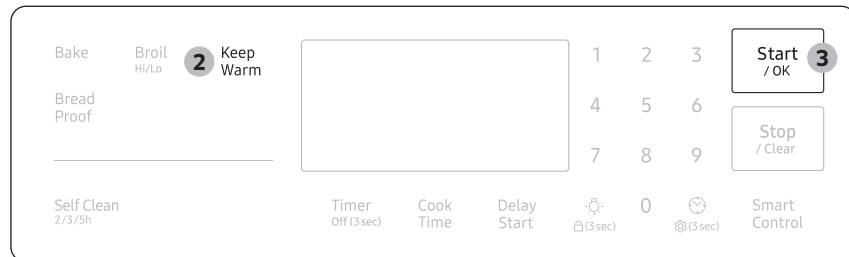 Bake Broil 2 Keep 1 2 3 Start 3
Hi/Lo Warm / OK
Bread 4 5 6
Proof Stop
7 8 9 / Clear
Self Clean Timer Cook Delay 0 Smart
2/3/5h Off (3 sec) Time Start (3 sec) (3 sec) Control